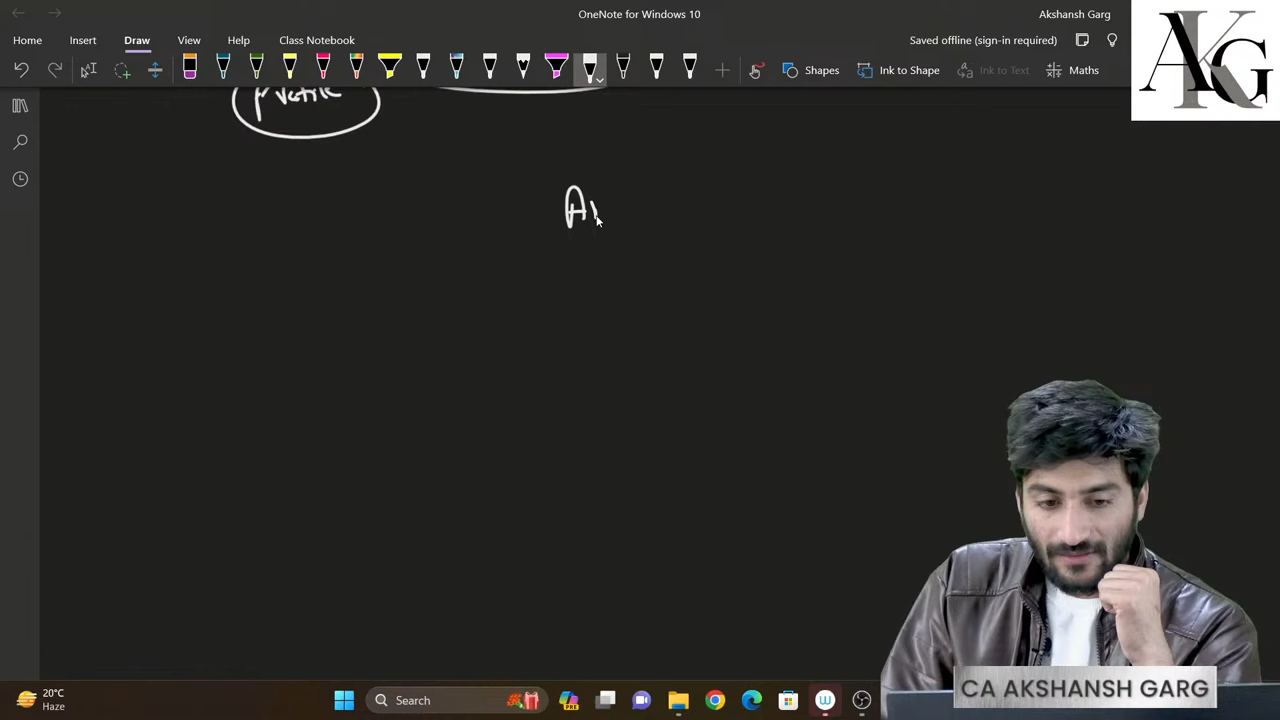 OneNote for Windows 10
Akshansh Garg
Home Insert Draw View Help Class Notebook
Saved offline (sign-in required)
Shapes Ink to Shape Ink to Text Maths
AKG
A
CA AKSHANSH GARG
20°C
Haze
Search
PRE